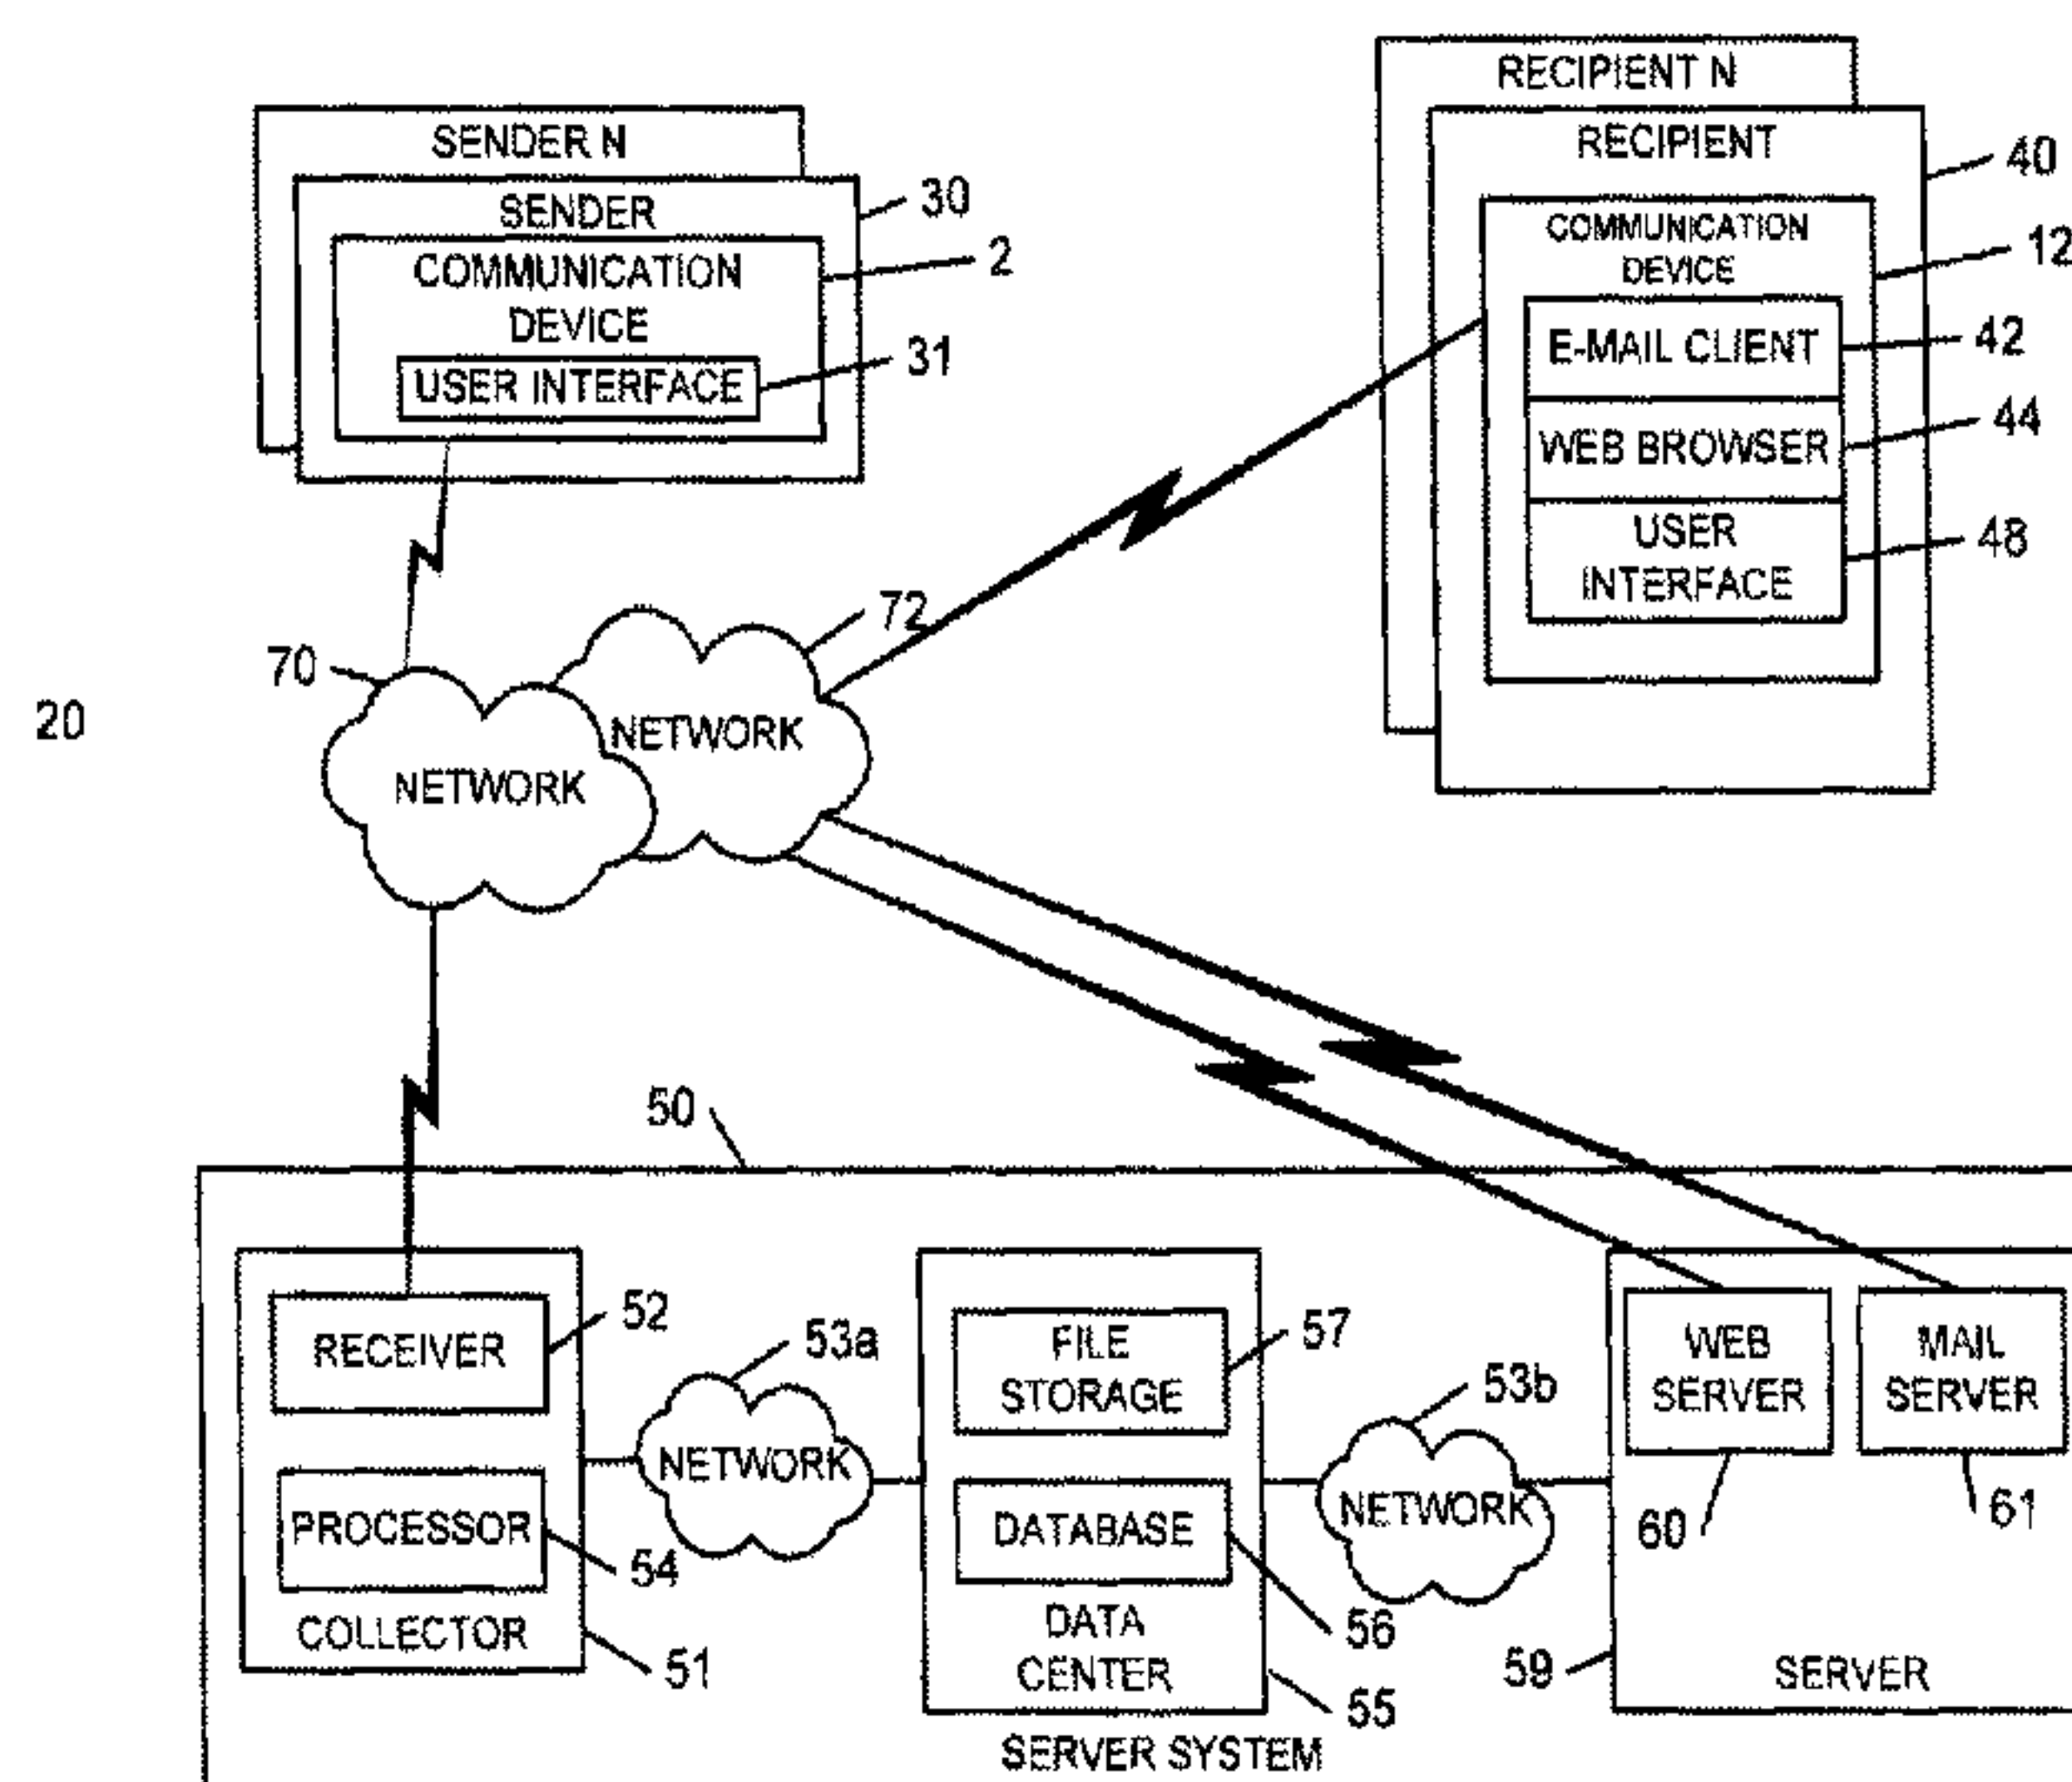 RECIPIENT N
RECIPIENT
40
COMMUNICATION
DEVICE
12
E-MAIL CLIENT
42
WEB BROWSER
44
USER
INTERFACE
48
SENDER N
SENDER
30
COMMUNICATION
DEVICE
2
USER INTERFACE
31
72
70
NETWORK
NETWORK
20
50
RECEIVER
52
PROCESSOR
54
COLLECTOR
51
53a
NETWORK
FILE
STORAGE
57
DATABASE
56
DATA
CENTER
55
53b
NETWORK
WEB
SERVER
60
MAIL
SERVER
61
59
SERVER
SERVER SYSTEM